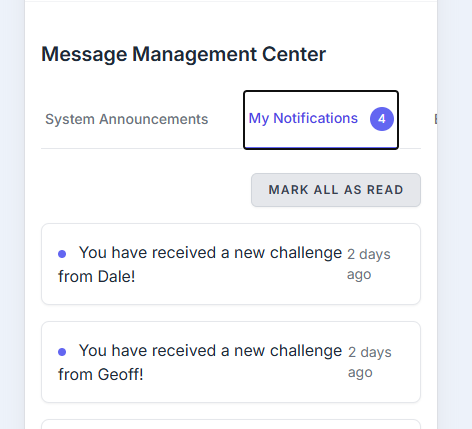 Message Management Center
System Announcements
My Notifications 4
MARK ALL AS READ
You have received a new challenge
from Dale!
2 days
ago
You have received a new challenge
from Geoff!
2 days
ago